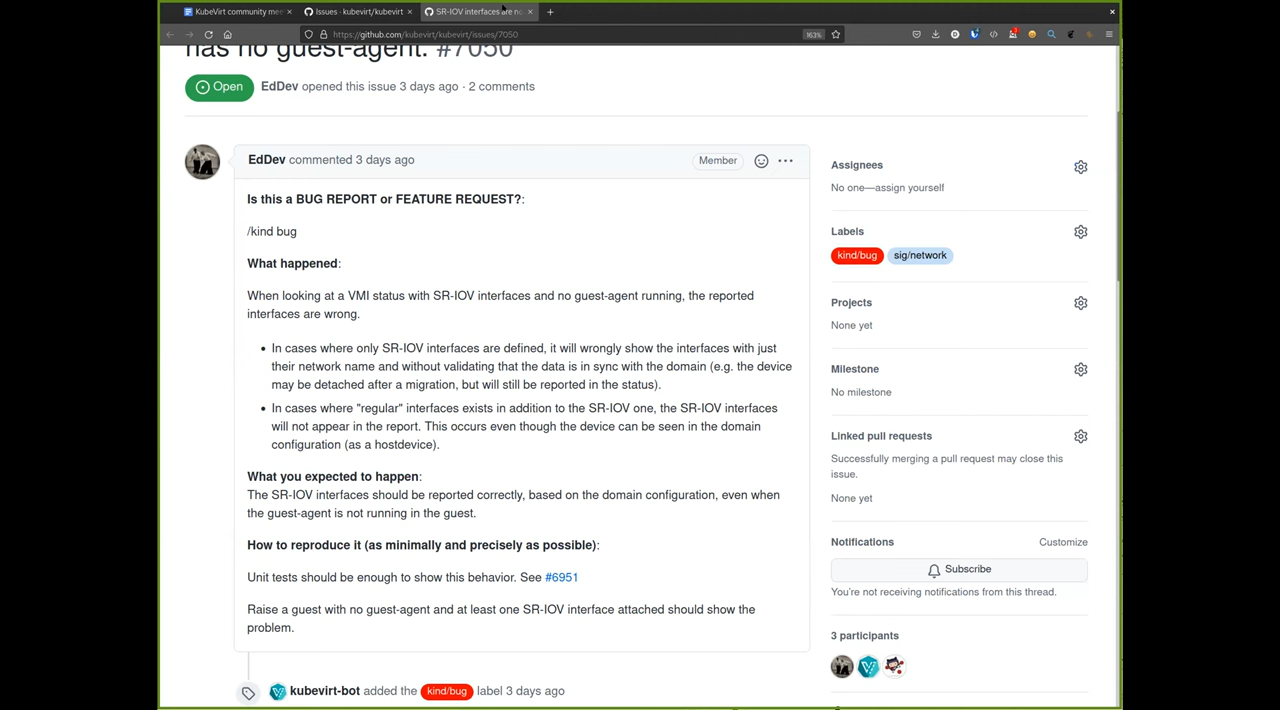 KubeVirt community me
Issues · kubevirt/kubevirt
SR-IOV interfaces are no
https://github.com/kubevirt/kubevirt/issues/7050
163%
has no guest-agent. #7050
Open
EdDev opened this issue 3 days ago · 2 comments
EdDev commented 3 days ago
Member
Is this a BUG REPORT or FEATURE REQUEST?:
/kind bug
What happened:
When looking at a VMI status with SR-IOV interfaces and no guest-agent running, the reported
interfaces are wrong.
• In cases where only SR-IOV interfaces are defined, it will wrongly show the interfaces with just
their network name and without validating that the data is in sync with the domain (e.g. the device
may be detached after a migration, but will still be reported in the status).
• In cases where "regular" interfaces exists in addition to the SR-IOV one, the SR-IOV interfaces
will not appear in the report. This occurs even though the device can be seen in the domain
configuration (as a hostdevice).
What you expected to happen:
The SR-IOV interfaces should be reported correctly, based on the domain configuration, even when
the guest-agent is not running in the guest.
How to reproduce it (as minimally and precisely as possible):
Unit tests should be enough to show this behavior. See #6951
Raise a guest with no guest-agent and at least one SR-IOV interface attached should show the
problem.
kubevirt-bot added the kind/bug label 3 days ago
Assignees
No one—assign yourself
Labels
kind/bug sig/network
Projects
None yet
Milestone
No milestone
Linked pull requests
Successfully merging a pull request may close this
issue.
None yet
Notifications
Customize
Subscribe
You're not receiving notifications from this thread.
3 participants